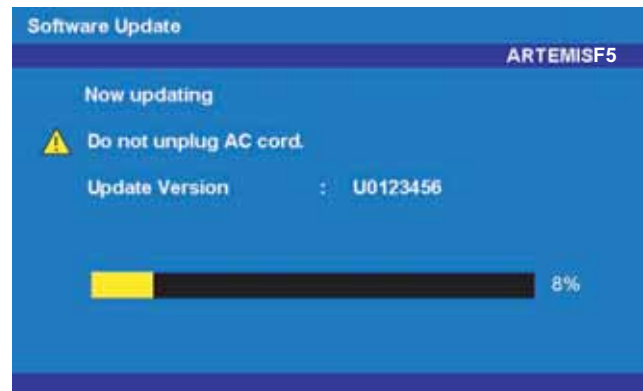 Software Update
ARTEMISF5
Now updating
Do not unplug AC cord.
Update Version : U0123456
8%